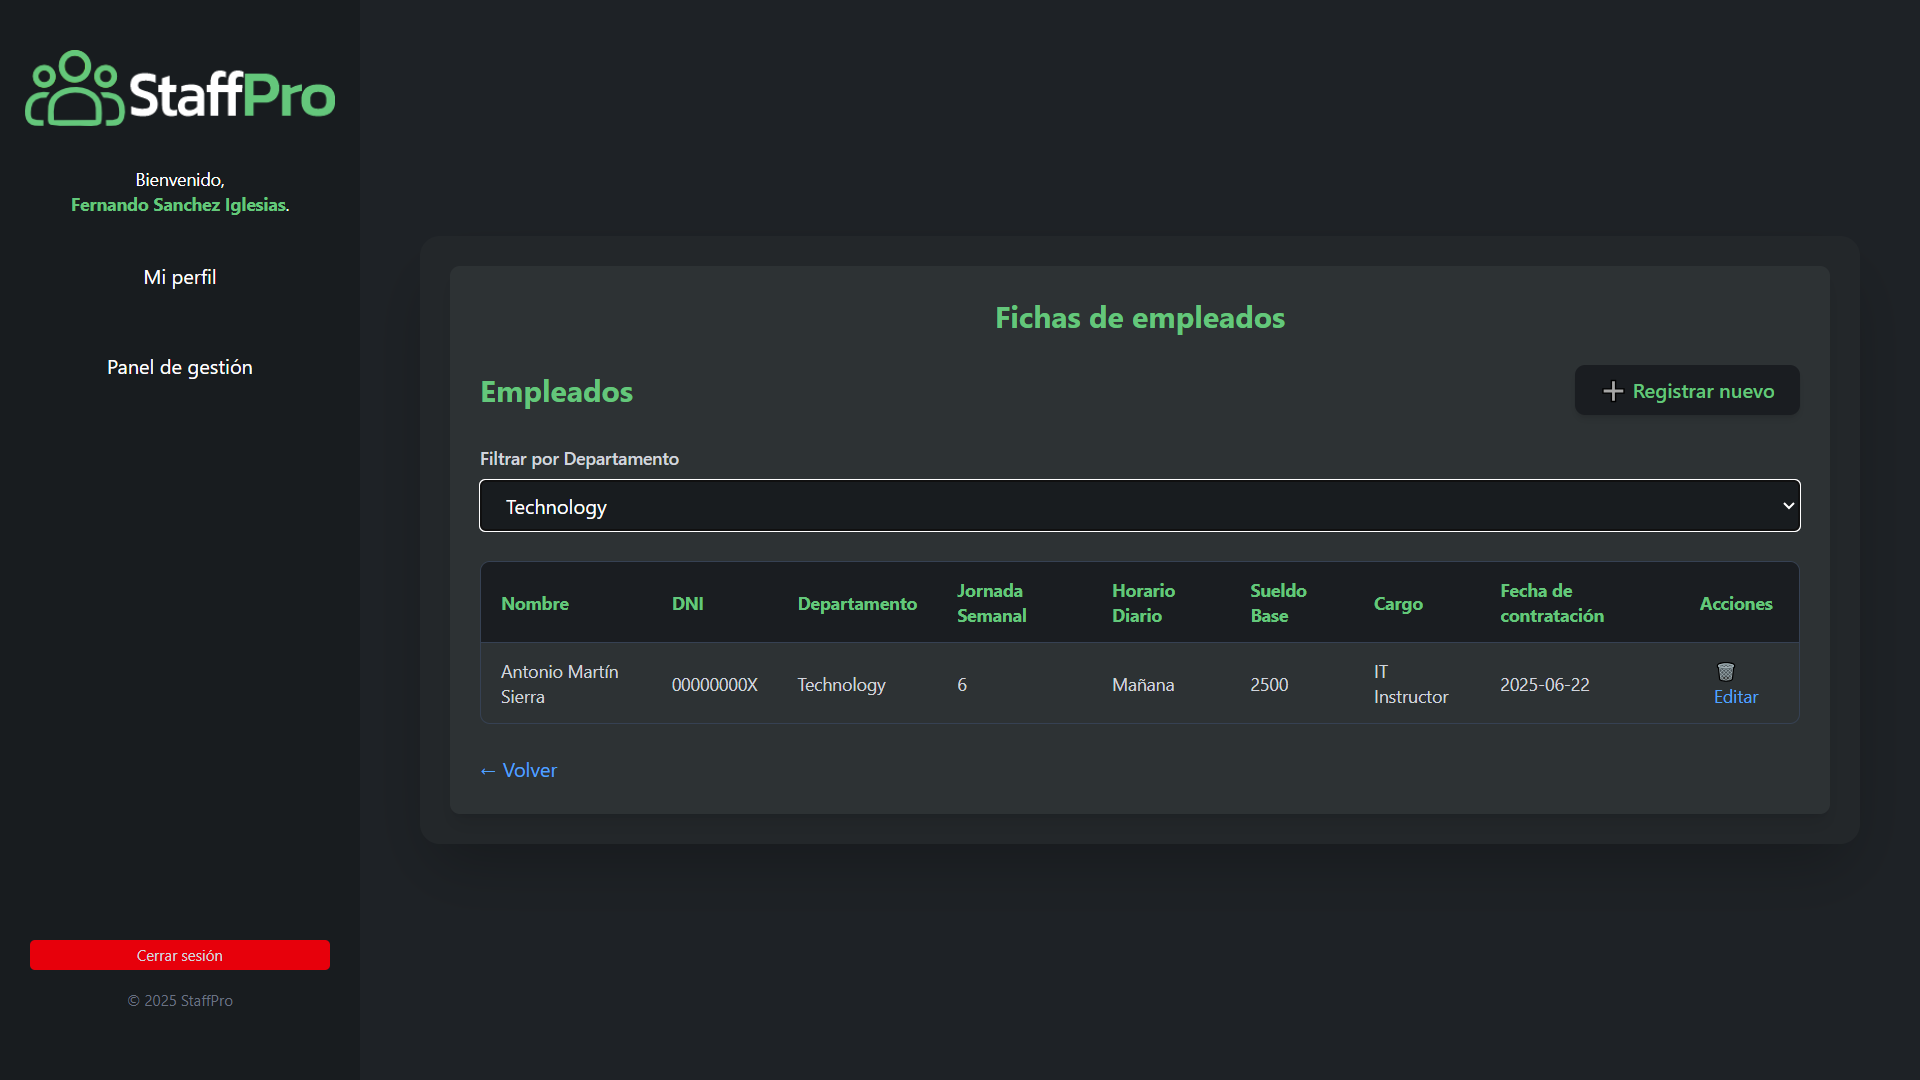 StaffPro
Bienvenido,
Fernando Sanchez Iglesias.
Mi perfil
Panel de gestión
Cerrar sesión
© 2025 StaffPro
Fichas de empleados
Empleados
Registrar nuevo
Filtrar por Departamento
Technology
Nombre DNI Departamento Jornada Semanal Horario Diario Sueldo Base Cargo Fecha de contratación Acciones
Antonio Martín Sierra 00000000X Technology 6 Mañana 2500 IT Instructor 2025-06-22 Editar
← Volver